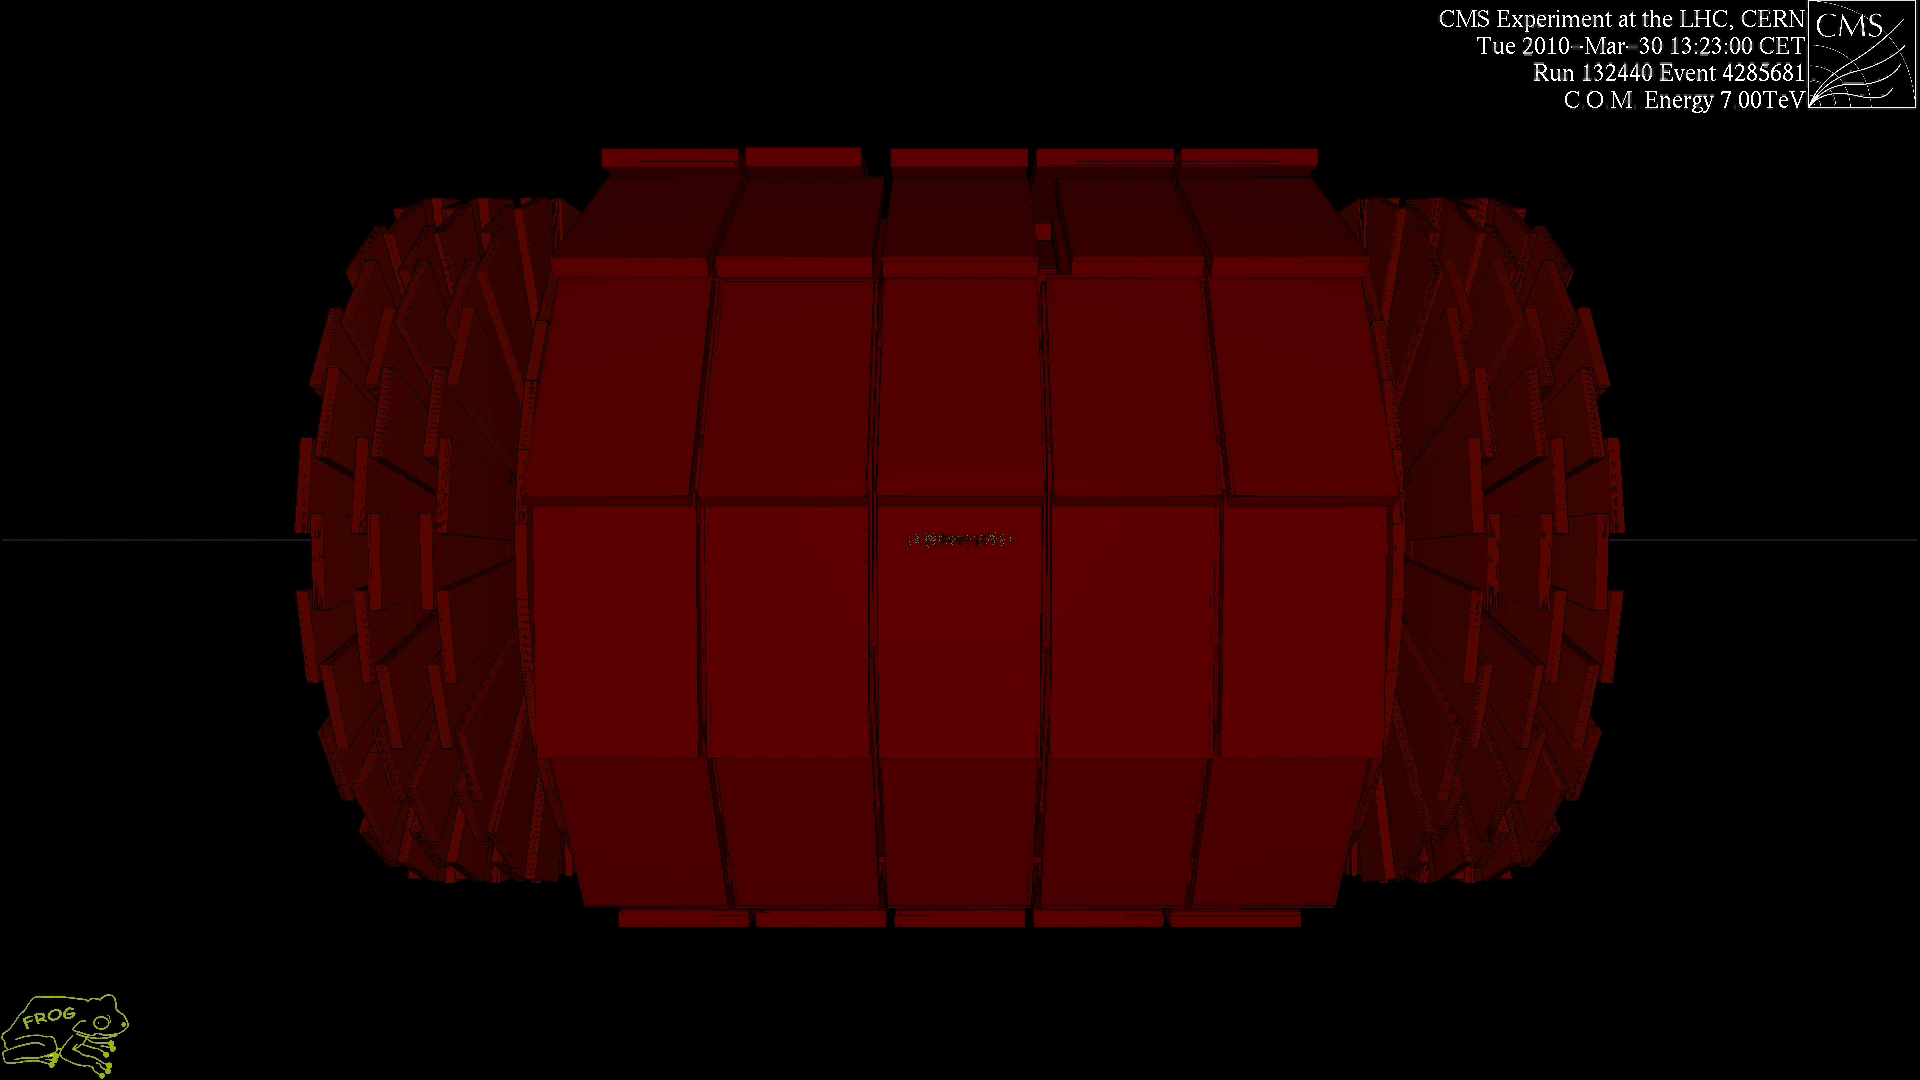 CMS Experiment at the LHC, CERN
Tue 2010-Mar-30 13:23:00 CET
Run 132440 Event 4285681
C.O.M. Energy 7.00TeV
CMS
FROG